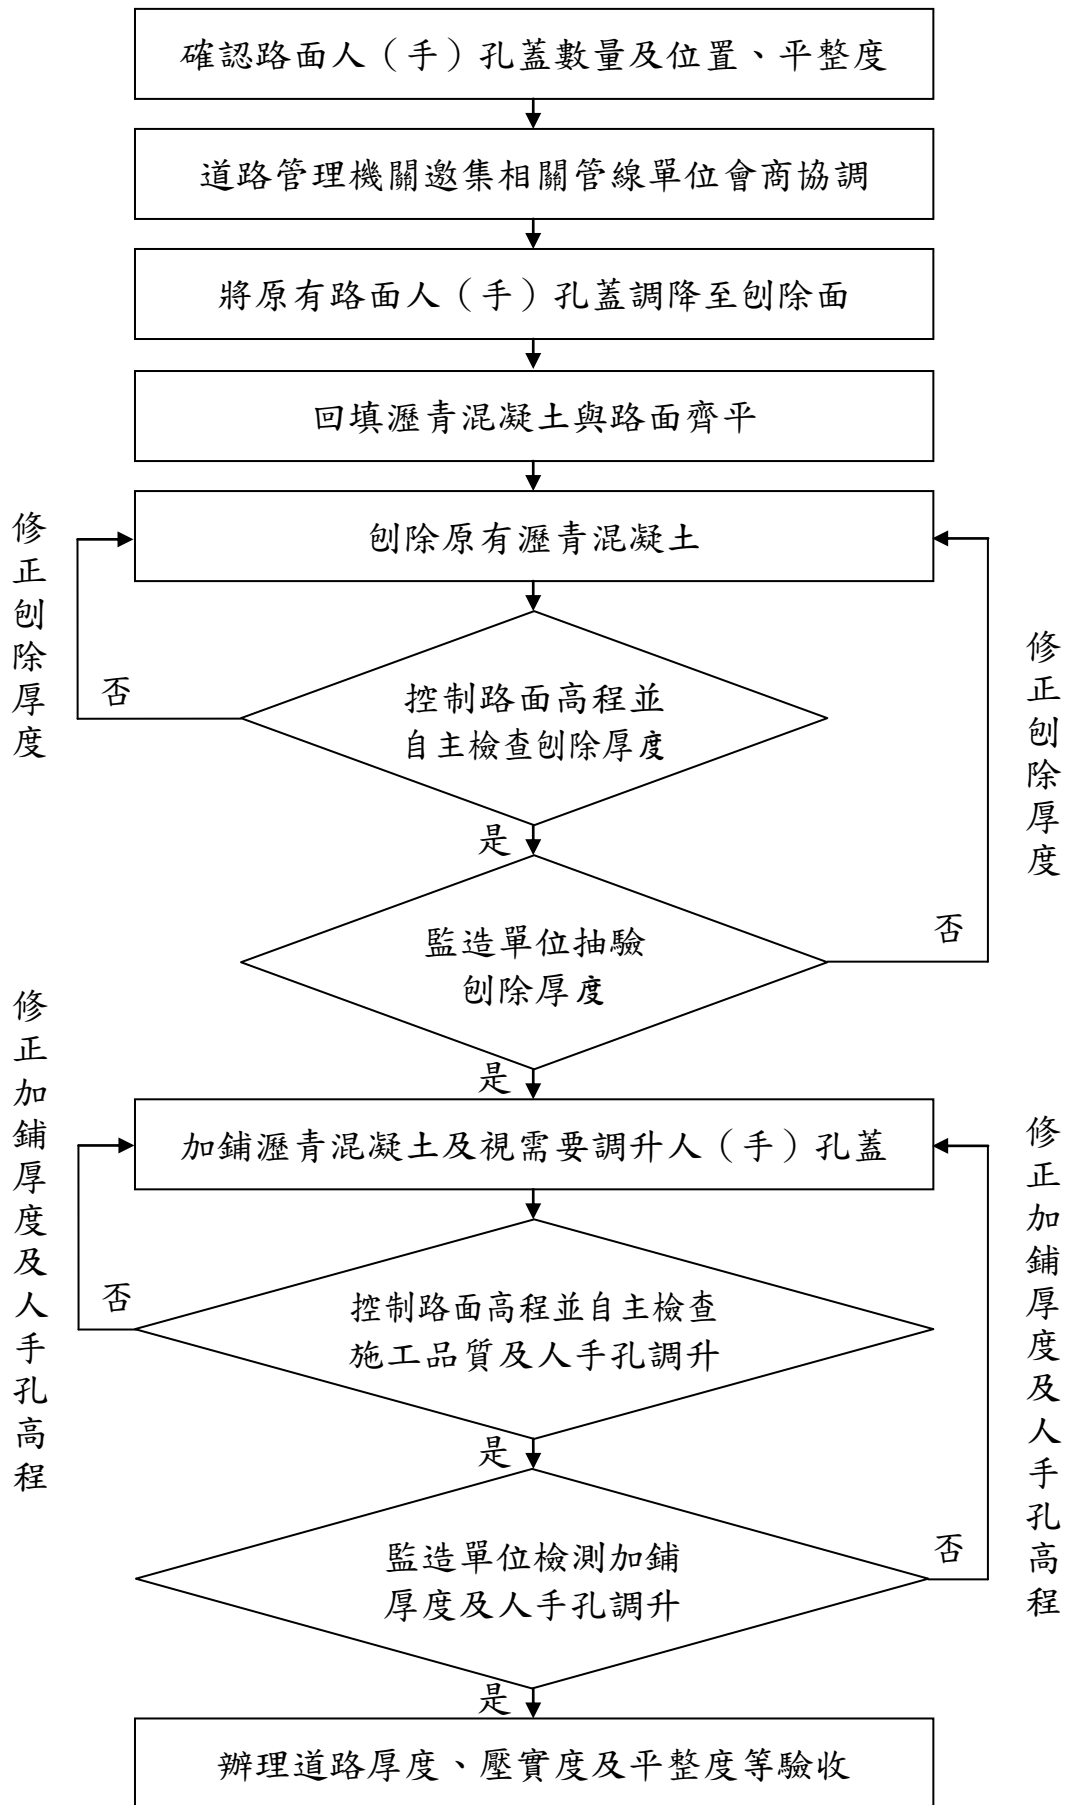 確認路面人（手）孔蓋數量及位置、平整度
道路管理機關邀集相關管線單位會商協調
將原有路面人（手）孔蓋調降至刨除面
回填瀝青混凝土與路面齊平
刨除原有瀝青混凝土
修正刨除厚度
否
控制路面高程並
自主檢查刨除厚度
修正刨除厚度
是
監造單位抽驗
刨除厚度
否
是
加鋪瀝青混凝土及視需要調升人（手）孔蓋
修正加鋪厚度及人手孔高程
否
控制路面高程並自主檢查
施工品質及人手孔調升
修正加鋪厚度及人手孔高程
是
監造單位檢測加鋪
厚度及人手孔調升
否
是
辦理道路厚度、壓實度及平整度等驗收